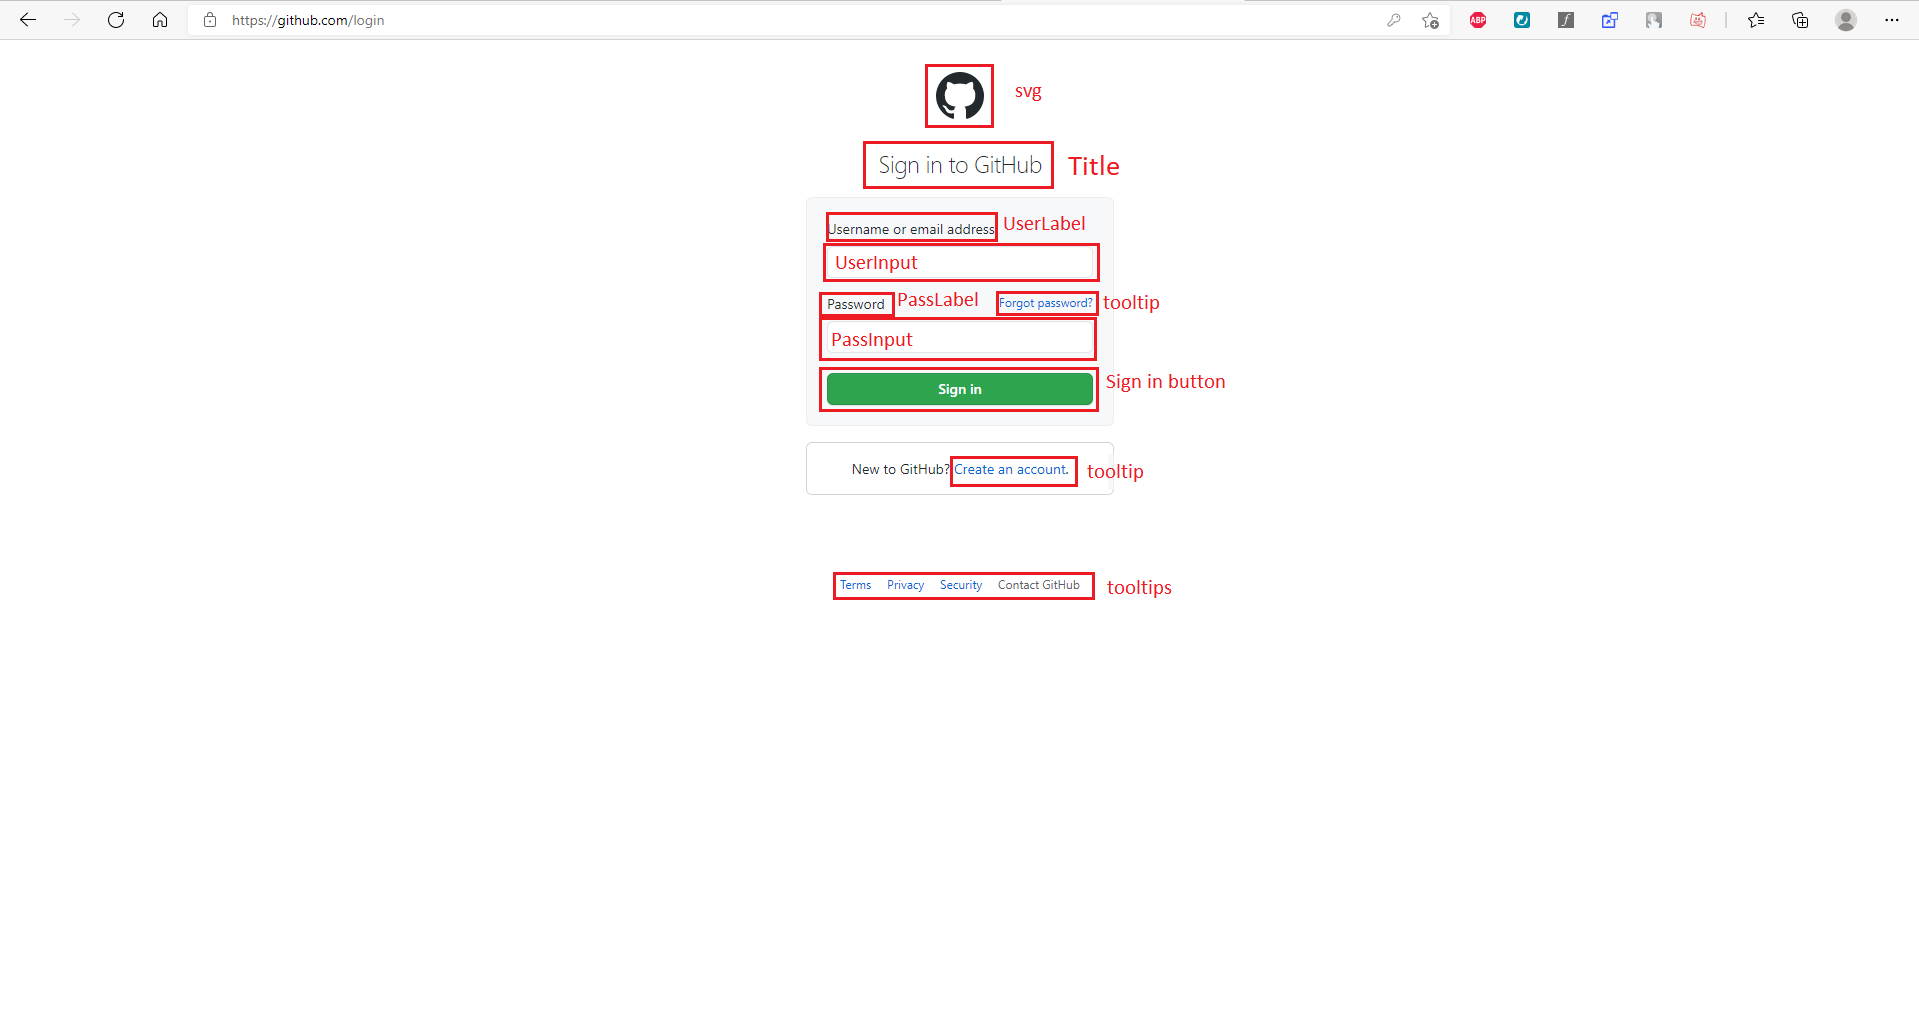 https://github.com/login
ABP
f
svg
Sign in to GitHub Title
Username or email address UserLabel
UserInput
Password PassLabel Forgot password? tooltip
PassInput
Sign in Sign in button
New to GitHub? Create an account. tooltip
Terms Privacy Security Contact GitHub tooltips